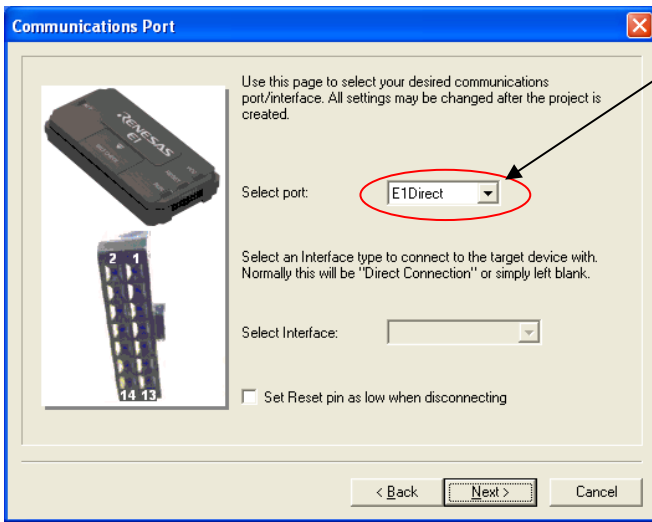 Communications Port
Use this page to select your desired communications
port/interface. All settings may be changed after the project is
created.
RENESAS
E1
Select port:
E1Direct
Select an Interface type to connect to the target device with.
Normally this will be "Direct Connection" or simply left blank.
2 1
Select Interface:
14 13
Set Reset pin as low when disconnecting
< Back
Next >
Cancel